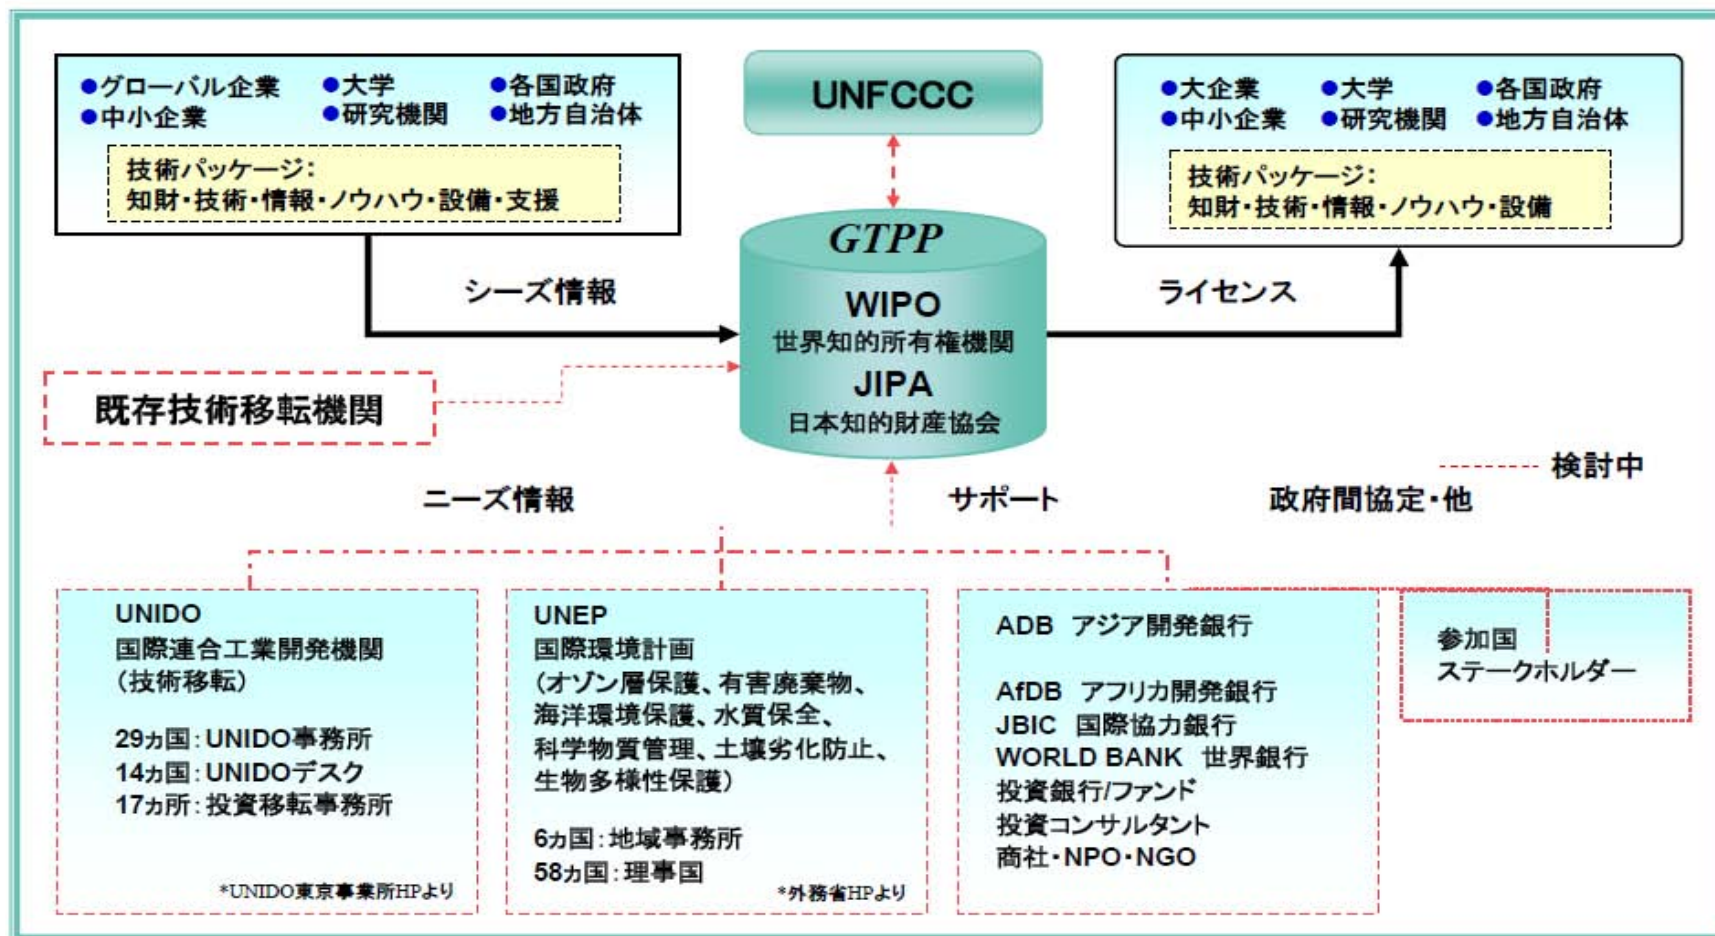 ●グローバル企業 ●大学 ●各国政府
●中小企業 ●研究機関 ●地方自治体
技術パッケージ：
知財・技術・情報・ノウハウ・設備・支援
UNFCCC
●大企業 ●大学 ●各国政府
●中小企業 ●研究機関 ●地方自治体
技術パッケージ：
知財・技術・情報・ノウハウ・設備
GTPP
WIPO
世界知的所有権機関
JIPA
日本知的財産協会
シーズ情報
ライセンス
既存技術移転機関
検討中
ニーズ情報
サポート
政府間協定・他
UNIDO
国際連合工業開発機関
（技術移転）
29ヵ国：UNIDO事務所
14ヵ国：UNIDOデスク
17ヵ所：投資移転事務所
*UNIDO東京事業所HPより
UNEP
国際環境計画
（オゾン層保護、有害廃棄物、
海洋環境保護、水質保全、
科学物質管理、土壌劣化防止、
生物多様性保護）
6ヵ国：地域事務所
58ヵ国：理事国
*外務省HPより
ADB アジア開発銀行
AfDB アフリカ開発銀行
JBIC 国際協力銀行
WORLD BANK 世界銀行
投資銀行/ファンド
投資コンサルタント
商社・NPO・NGO
参加国
ステークホルダー